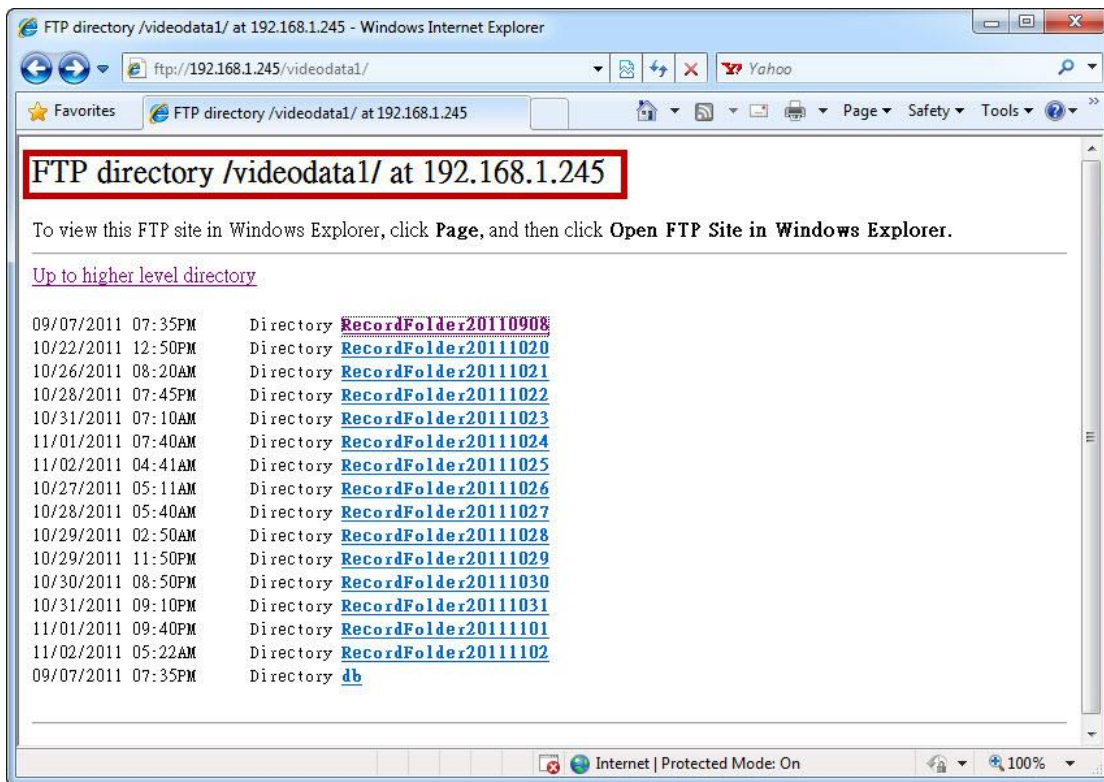 FTP directory /videodata1/ at 192.168.1.245 - Windows Internet Explorer
ftp://192.168.1.245/videodata1/ Yahoo
Favorites FTP directory /videodata1/ at 192.168.1.245 Page Safety Tools
FTP directory /videodata1/ at 192.168.1.245
To view this FTP site in Windows Explorer, click Page, and then click Open FTP Site in Windows Explorer.
Up to higher level directory
09/07/2011 07:35PM Directory RecordFolder20110908
10/22/2011 12:50PM Directory RecordFolder20111020
10/26/2011 08:20AM Directory RecordFolder20111021
10/28/2011 07:45PM Directory RecordFolder20111022
10/31/2011 07:10AM Directory RecordFolder20111023
11/01/2011 07:40AM Directory RecordFolder20111024
11/02/2011 04:41AM Directory RecordFolder20111025
10/27/2011 05:11AM Directory RecordFolder20111026
10/28/2011 05:40AM Directory RecordFolder20111027
10/29/2011 02:50AM Directory RecordFolder20111028
10/29/2011 11:50PM Directory RecordFolder20111029
10/30/2011 08:50PM Directory RecordFolder20111030
10/31/2011 09:10PM Directory RecordFolder20111031
11/01/2011 09:40PM Directory RecordFolder20111101
11/02/2011 05:22AM Directory RecordFolder20111102
09/07/2011 07:35PM Directory db
Internet | Protected Mode: On 100%